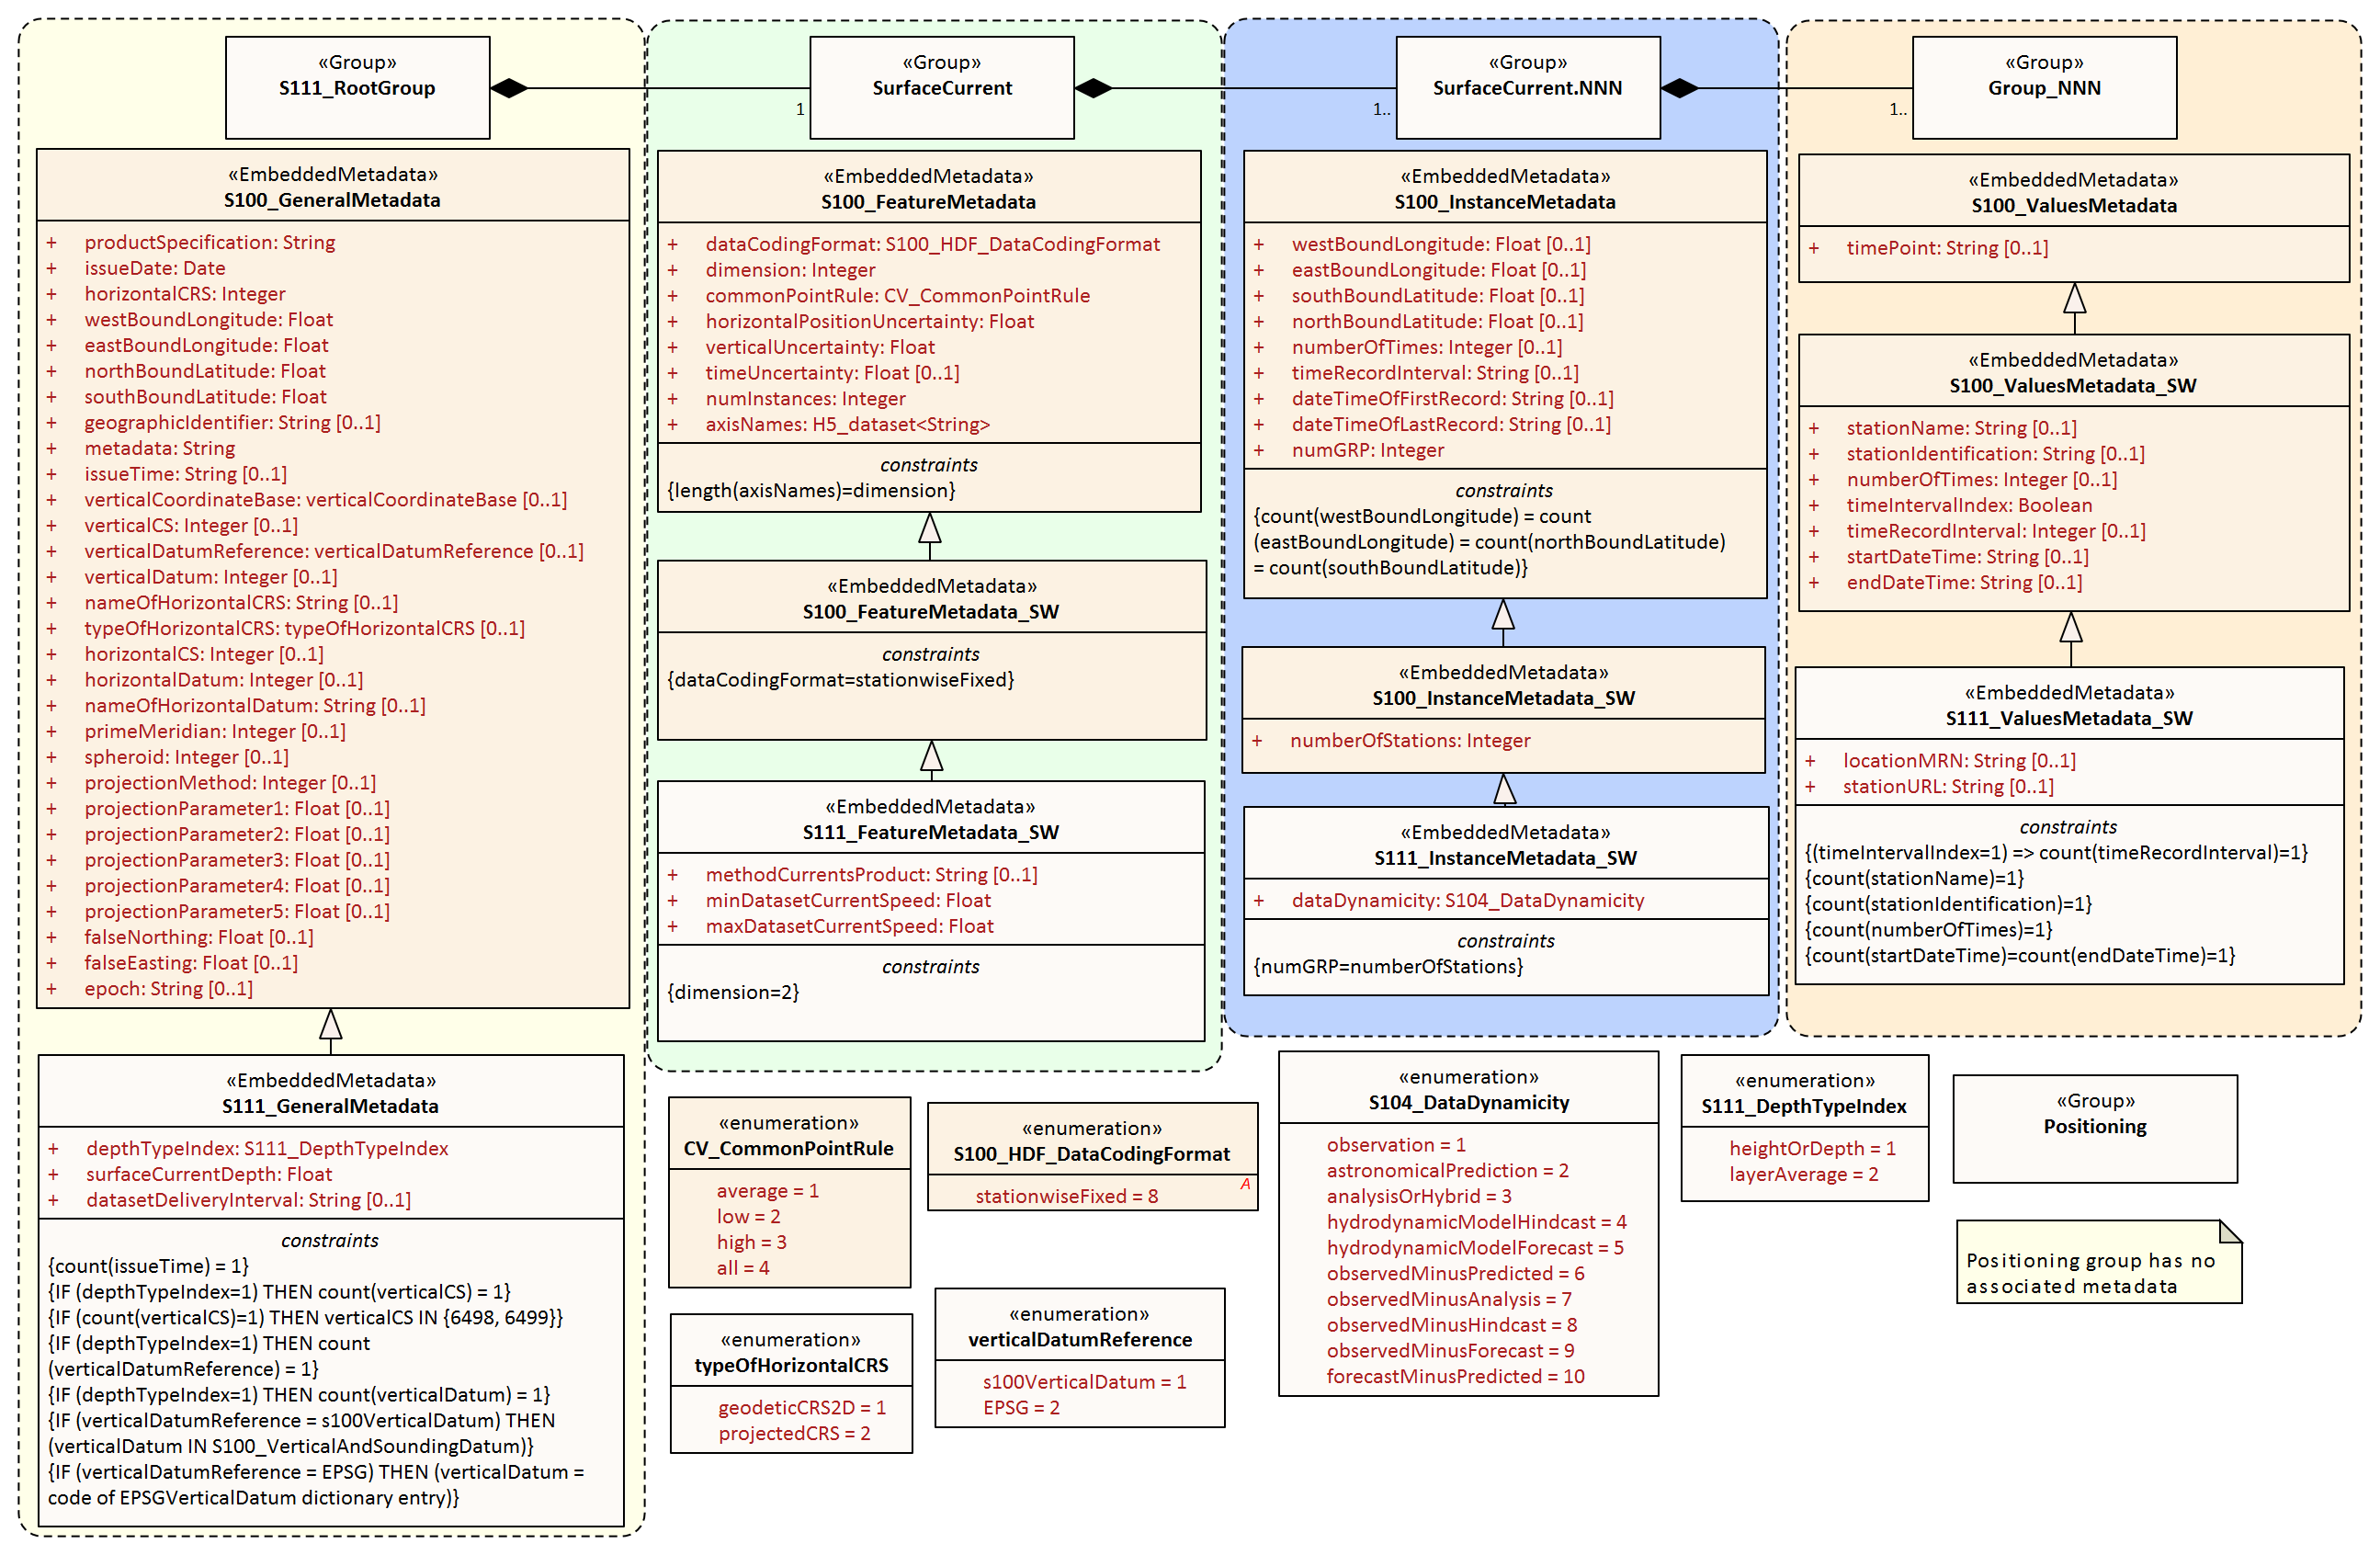 «Group»
S111_RootGroup
1
«Group»
SurfaceCurrent
1..
«Group»
SurfaceCurrent.NNN
1..
«Group»
Group_NNN
«EmbeddedMetadata»
S100_GeneralMetadata
+ productSpecification: String
+ issueDate: Date
+ horizontalCRS: Integer
+ westBoundLongitude: Float
+ eastBoundLongitude: Float
+ northBoundLatitude: Float
+ southBoundLatitude: Float
+ geographicIdentifier: String [0..1]
+ metadata: String
+ issueTime: String [0..1]
+ verticalCoordinateBase: verticalCoordinateBase [0..1]
+ verticalCS: Integer [0..1]
+ verticalDatumReference: verticalDatumReference [0..1]
+ verticalDatum: Integer [0..1]
+ nameOfHorizontalCRS: String [0..1]
+ typeOfHorizontalCRS: typeOfHorizontalCRS [0..1]
+ horizontalCS: Integer [0..1]
+ horizontalDatum: Integer [0..1]
+ nameOfHorizontalDatum: String [0..1]
+ primeMeridian: Integer [0..1]
+ spheroid: Integer [0..1]
+ projectionMethod: Integer [0..1]
+ projectionParameter1: Float [0..1]
+ projectionParameter2: Float [0..1]
+ projectionParameter3: Float [0..1]
+ projectionParameter4: Float [0..1]
+ projectionParameter5: Float [0..1]
+ falseNorthing: Float [0..1]
+ falseEasting: Float [0..1]
+ epoch: String [0..1]
«EmbeddedMetadata»
S111_GeneralMetadata
+ depthTypeIndex: S111_DepthTypeIndex
+ surfaceCurrentDepth: Float
+ datasetDeliveryInterval: String [0..1]
constraints
{count(issueTime) = 1}
{IF (depthTypeIndex=1) THEN count(verticalCS) = 1}
{IF (count(verticalCS)=1) THEN verticalCS IN {6498, 6499}}
{IF (depthTypeIndex=1) THEN count
(verticalDatumReference) = 1}
{IF (depthTypeIndex=1) THEN count(verticalDatum) = 1}
{IF (verticalDatumReference = s100VerticalDatum) THEN
(verticalDatum IN S100_VerticalAndSoundingDatum)}
{IF (verticalDatumReference = EPSG) THEN (verticalDatum =
code of EPSGVerticalDatum dictionary entry)}
«EmbeddedMetadata»
S100_FeatureMetadata
+ dataCodingFormat: S100_HDF_DataCodingFormat
+ dimension: Integer
+ commonPointRule: CV_CommonPointRule
+ horizontalPositionUncertainty: Float
+ verticalUncertainty: Float
+ timeUncertainty: Float [0..1]
+ numInstances: Integer
+ axisNames: H5_dataset<String>
constraints
{length(axisNames)=dimension}
«EmbeddedMetadata»
S100_FeatureMetadata_SW
constraints
{dataCodingFormat=stationwiseFixed}
«EmbeddedMetadata»
S111_FeatureMetadata_SW
+ methodCurrentsProduct: String [0..1]
+ minDatasetCurrentSpeed: Float
+ maxDatasetCurrentSpeed: Float
constraints
{dimension=2}
«EmbeddedMetadata»
S100_InstanceMetadata
+ westBoundLongitude: Float [0..1]
+ eastBoundLongitude: Float [0..1]
+ southBoundLatitude: Float [0..1]
+ northBoundLatitude: Float [0..1]
+ numberOfTimes: Integer [0..1]
+ timeRecordInterval: String [0..1]
+ dateTimeOfFirstRecord: String [0..1]
+ dateTimeOfLastRecord: String [0..1]
+ numGRP: Integer
constraints
{count(westBoundLongitude) = count
(eastBoundLongitude) = count(northBoundLatitude)
= count(southBoundLatitude)}
«EmbeddedMetadata»
S100_InstanceMetadata_SW
+ numberOfStations: Integer
«EmbeddedMetadata»
S111_InstanceMetadata_SW
+ dataDynamicity: S104_DataDynamicity
constraints
{numGRP=numberOfStations}
«EmbeddedMetadata»
S100_ValuesMetadata
+ timePoint: String [0..1]
«EmbeddedMetadata»
S100_ValuesMetadata_SW
+ stationName: String [0..1]
+ stationIdentification: String [0..1]
+ numberOfTimes: Integer [0..1]
+ timeIntervalIndex: Boolean
+ timeRecordInterval: Integer [0..1]
+ startDateTime: String [0..1]
+ endDateTime: String [0..1]
«EmbeddedMetadata»
S111_ValuesMetadata_SW
+ locationMRN: String [0..1]
+ stationURL: String [0..1]
constraints
{(timeIntervalIndex=1) => count(timeRecordInterval)=1}
{count(stationName)=1}
{count(stationIdentification)=1}
{count(numberOfTimes)=1}
{count(startDateTime)=count(endDateTime)=1}
«enumeration»
CV_CommonPointRule
average = 1
low = 2
high = 3
all = 4
«enumeration»
S100_HDF_DataCodingFormat
stationwiseFixed = 8
A
«enumeration»
typeOfHorizontalCRS
geodeticCRS2D = 1
projectedCRS = 2
«enumeration»
verticalDatumReference
s100VerticalDatum = 1
EPSG = 2
«enumeration»
S104_DataDynamicity
observation = 1
astronomicalPrediction = 2
analysisOrHybrid = 3
hydrodynamicModelHindcast = 4
hydrodynamicModelForecast = 5
observedMinusPredicted = 6
observedMinusAnalysis = 7
observedMinusHindcast = 8
observedMinusForecast = 9
forecastMinusPredicted = 10
«enumeration»
S111_DepthTypeIndex
heightOrDepth = 1
layerAverage = 2
«Group»
Positioning
Positioning group has no
associated metadata